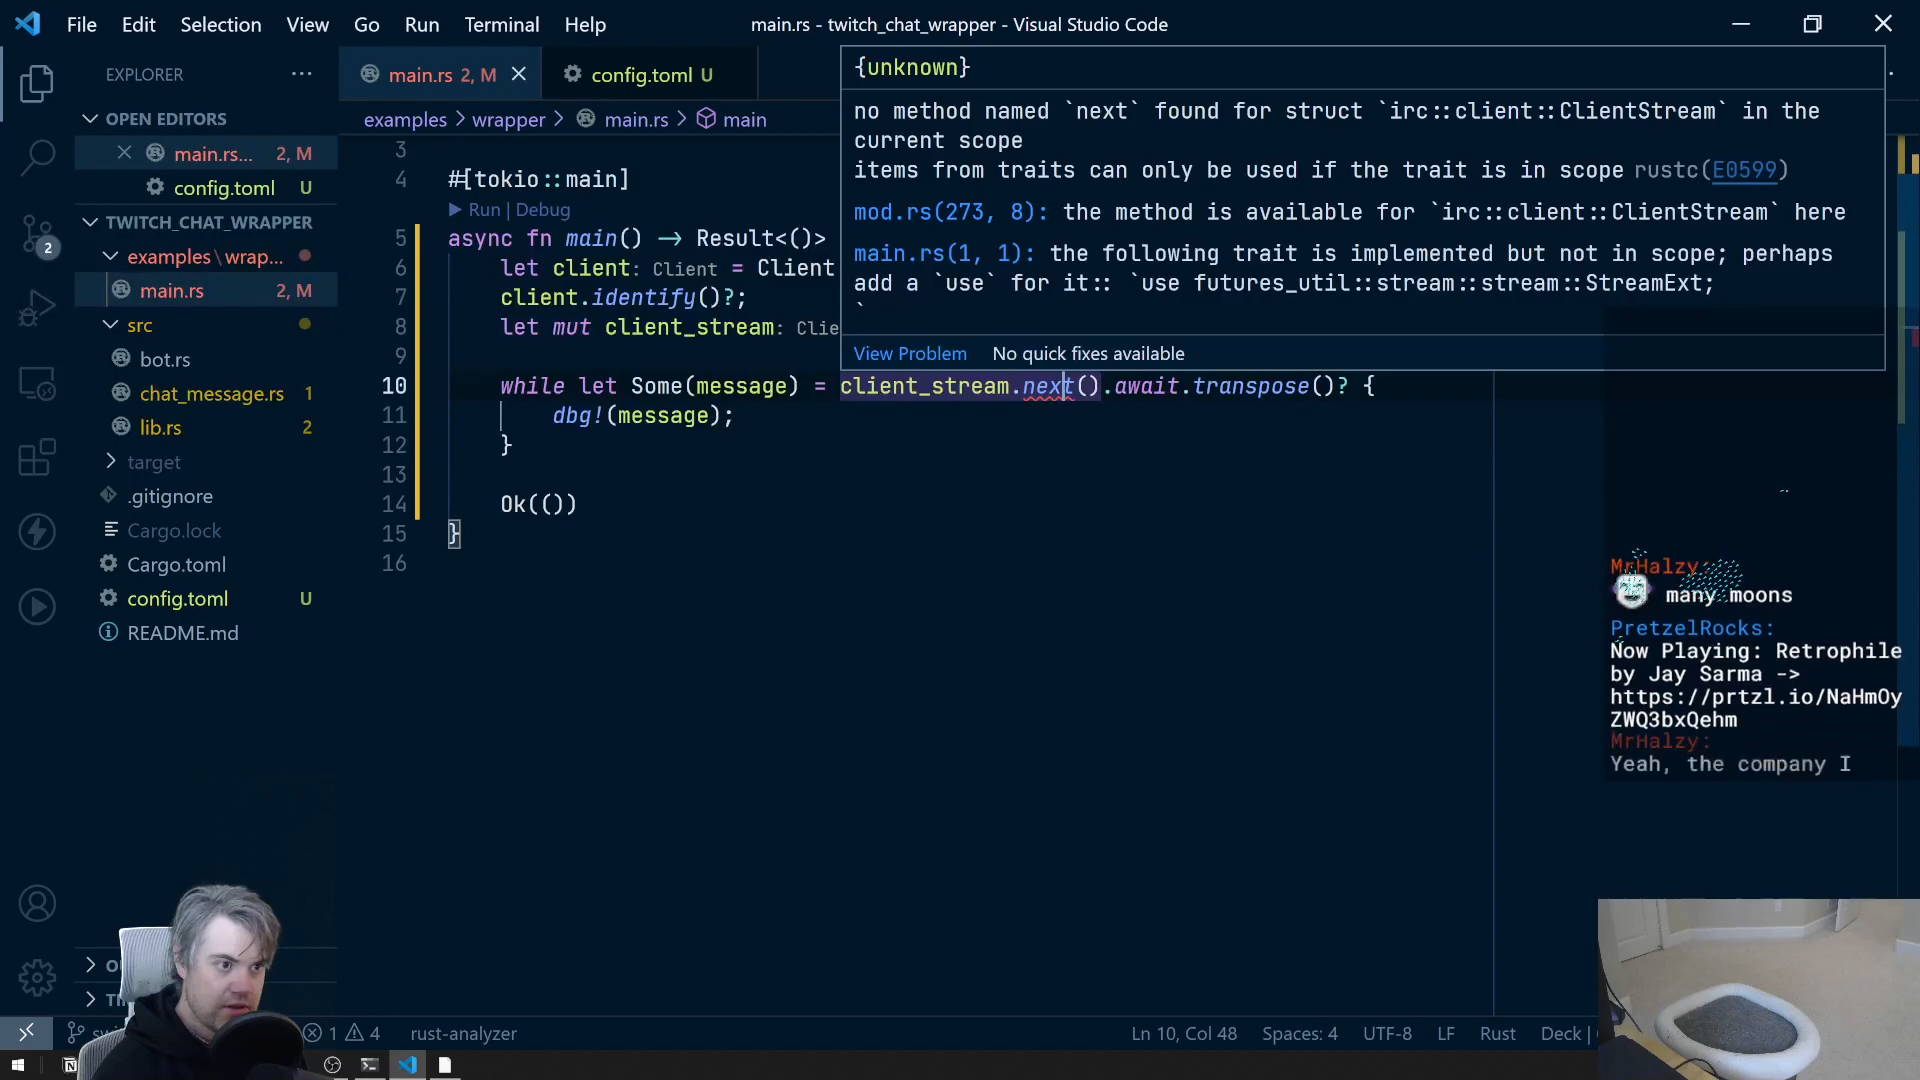 File Edit Selection View Go Run Terminal Help
main.rs - twitch_chat_wrapper - Visual Studio Code
EXPLORER
main.rs 2, M
config.toml U
OPEN EDITORS
main.rs... 2, M
config.toml U
TWITCH_CHAT_WRAPPER
examples\wrap...
main.rs 2, M
src
bot.rs
chat_message.rs 1
lib.rs 2
target
.gitignore
Cargo.lock
Cargo.toml
config.toml U
README.md
2
examples > wrapper > main.rs > main
3
4 #[tokio::main]
Run | Debug
5 async fn main() → Result<()>
6 let client: Client = Client
7 client.identify()?;
8 let mut client_stream: Clie
9
10 while let Some(message) = client_stream.next().await.transpose()? {
11 dbg!(message);
12 }
13
14 Ok(())
15 }
16
{unknown}
no method named `next` found for struct `irc::client::ClientStream` in the
current scope
items from traits can only be used if the trait is in scope rustc(E0599)
mod.rs(273, 8): the method is available for `irc::client::ClientStream` here
main.rs(1, 1): the following trait is implemented but not in scope; perhaps
add a `use` for it:: `use futures_util::stream::stream::StreamExt;
`
View Problem No quick fixes available
MrHalzy:
many moons
PretzelRocks:
Now Playing: Retrophile
by Jay Sarma ->
https://prtzl.io/NaHmOy
ZWQ3bxQehm
MrHalzy:
Yeah, the company I
1 4 rust-analyzer
Ln 10, Col 48 Spaces: 4 UTF-8 LF Rust Deck